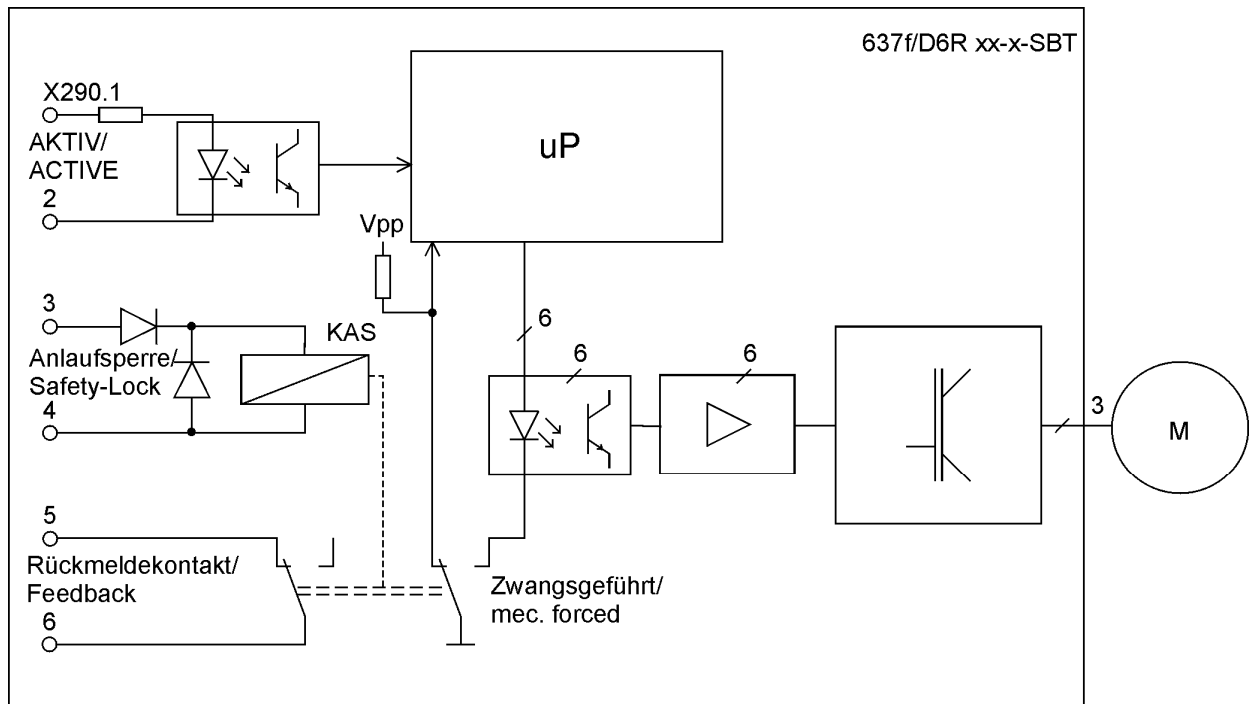 637f/D6R xx-x-SBT
X290.1
AKTIV/
ACTIVE
2
uP
Vpp
3
KAS
Anlaufsperre/
Safety-Lock
4
6
6
6
3
M
5
Rückmeldekontakt/
Feedback
6
Zwangsgeführt/
mec. forced